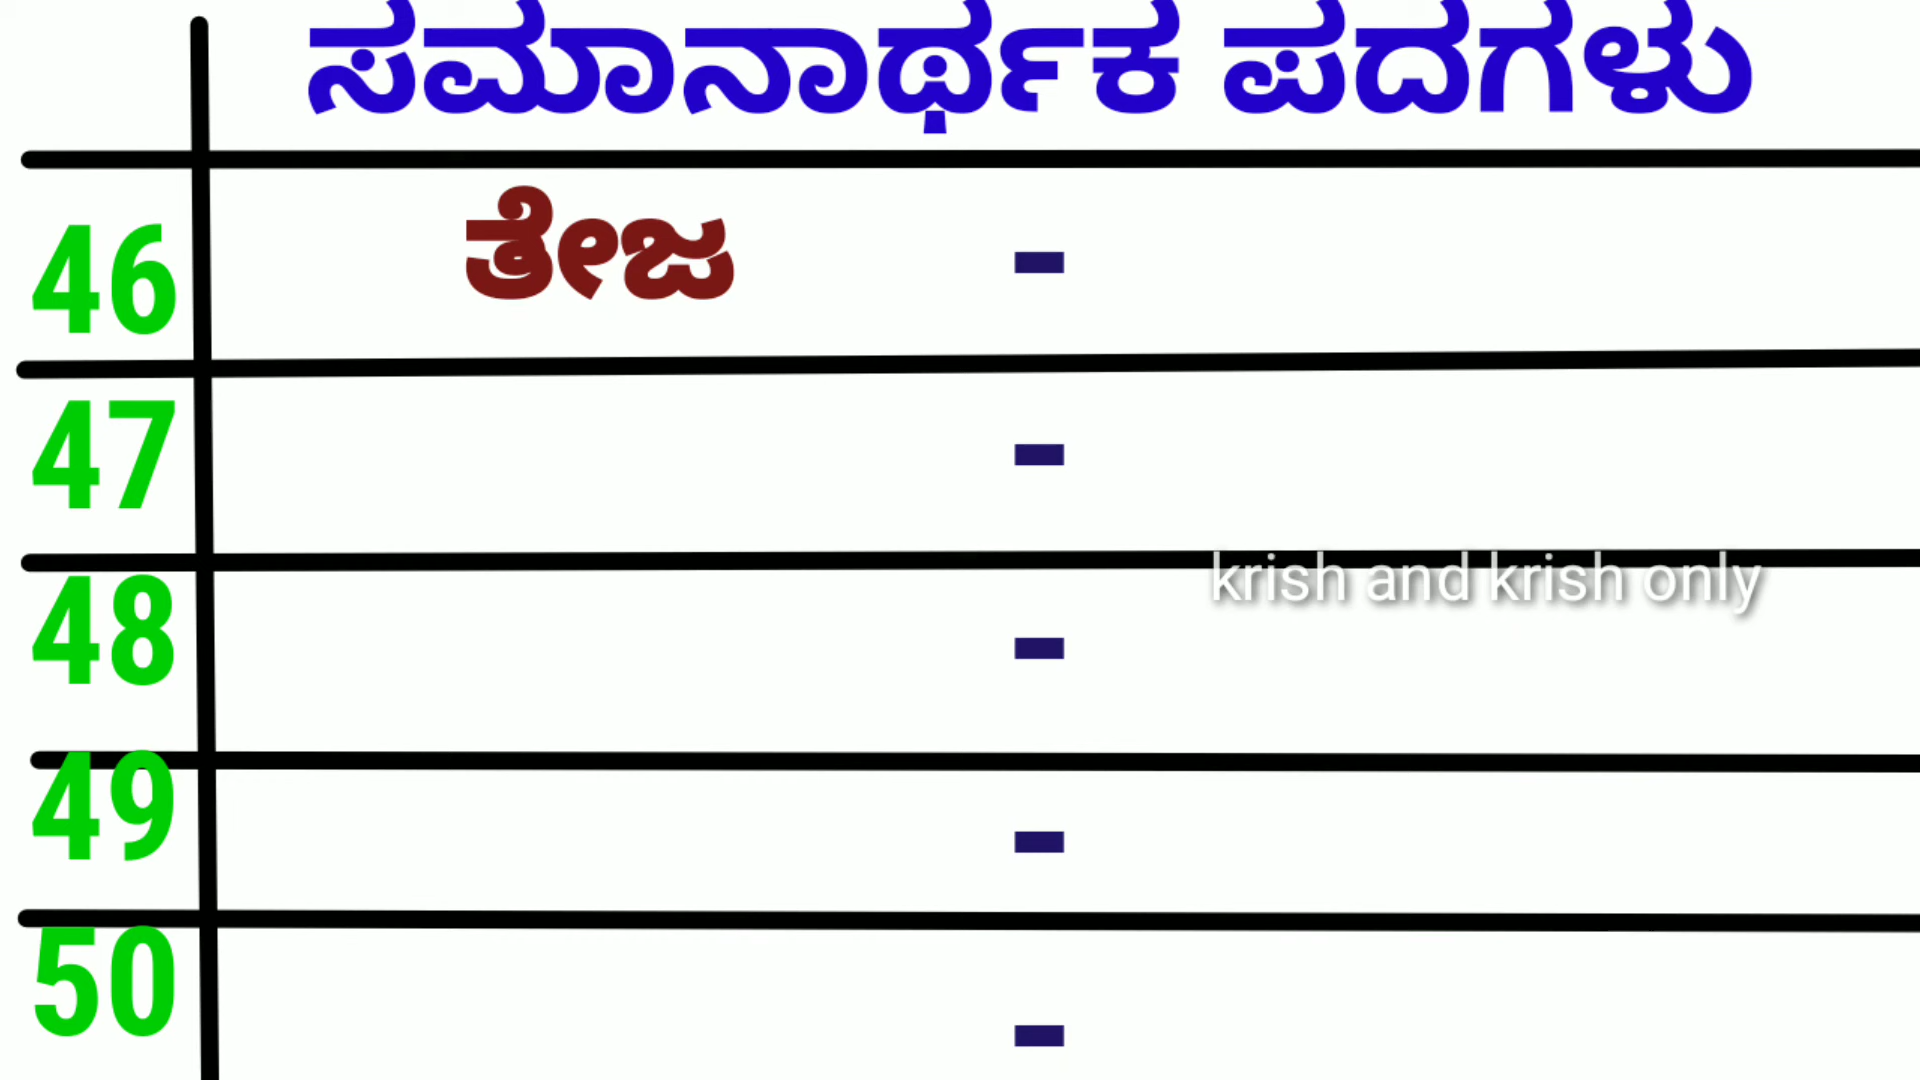 ಸಮಾನಾರ್ಥಕ ಪದಗಳು
46 ತೇಜ -
47 -
krish and krish only
48 -
49 -
50 -